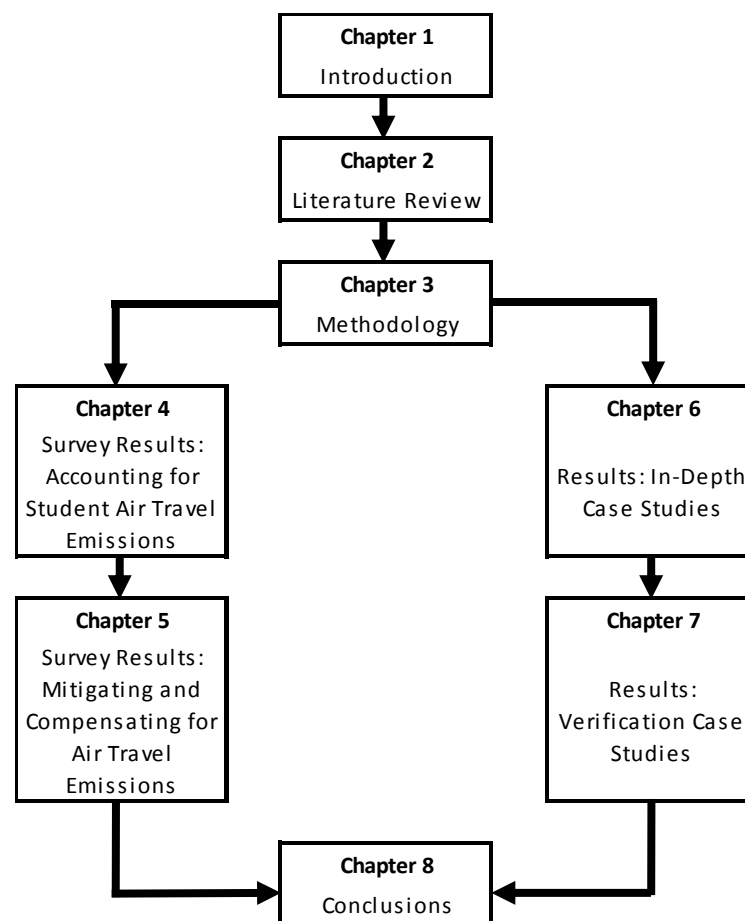 Chapter 1
Introduction
Chapter 2
Literature Review
Chapter 3
Methodology
Chapter 4
Survey Results:
Accounting for
Student Air Travel
Emissions
Chapter 6
Results: In-Depth
Case Studies
Chapter 5
Survey Results:
Mitigating and
Compensating for
Air Travel
Emissions
Chapter 7
Results:
Verification Case
Studies
Chapter 8
Conclusions